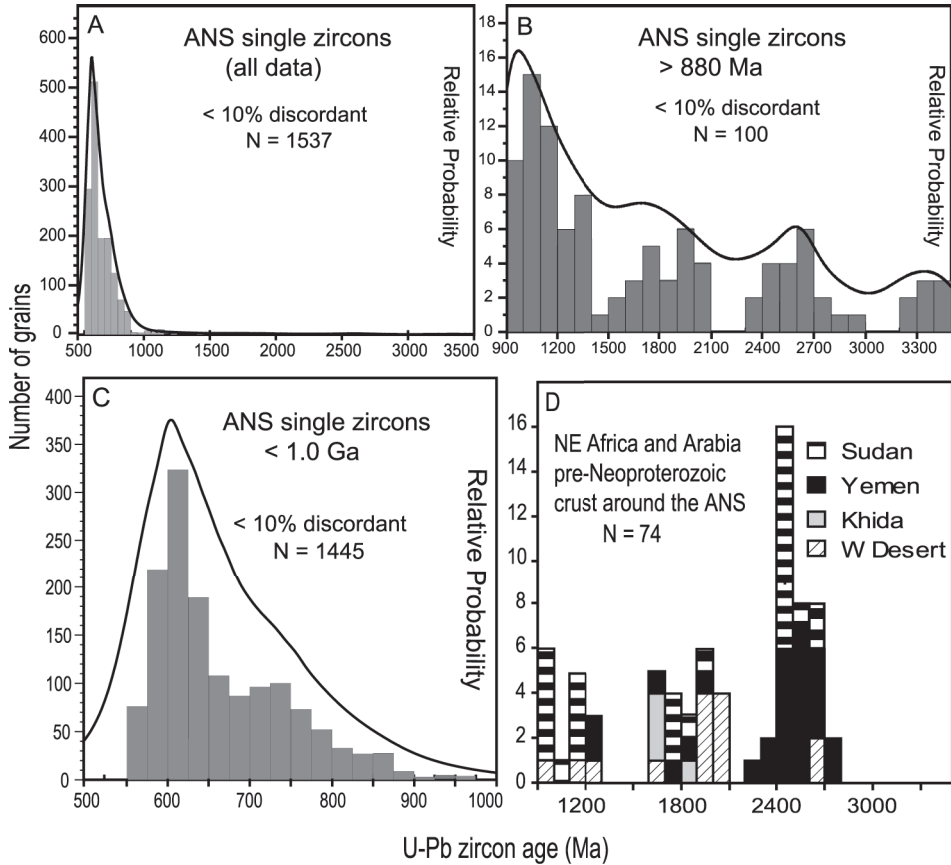 A
ANS single zircons
(all data)
< 10% discordant
N = 1537
Relative Probability
600
500
400
300
200
100
0
500 1000 1500 2000 2500 3000 3500
B
ANS single zircons
> 880 Ma
< 10% discordant
N = 100
Relative Probability
18
16
14
12
10
8
6
4
2
0
900 1200 1500 1800 2100 2400 2700 3000 3300
Number of grains
C
ANS single zircons
< 1.0 Ga
< 10% discordant
N = 1445
Relative Probability
400
350
300
250
200
150
100
50
0
500 600 700 800 900 1000
D
NE Africa and Arabia
pre-Neoproterozoic
crust around the ANS
N = 74
Sudan
Yemen
Khida
W Desert
16
14
12
10
8
6
4
2
0
1200 1800 2400 3000
U-Pb zircon age (Ma)